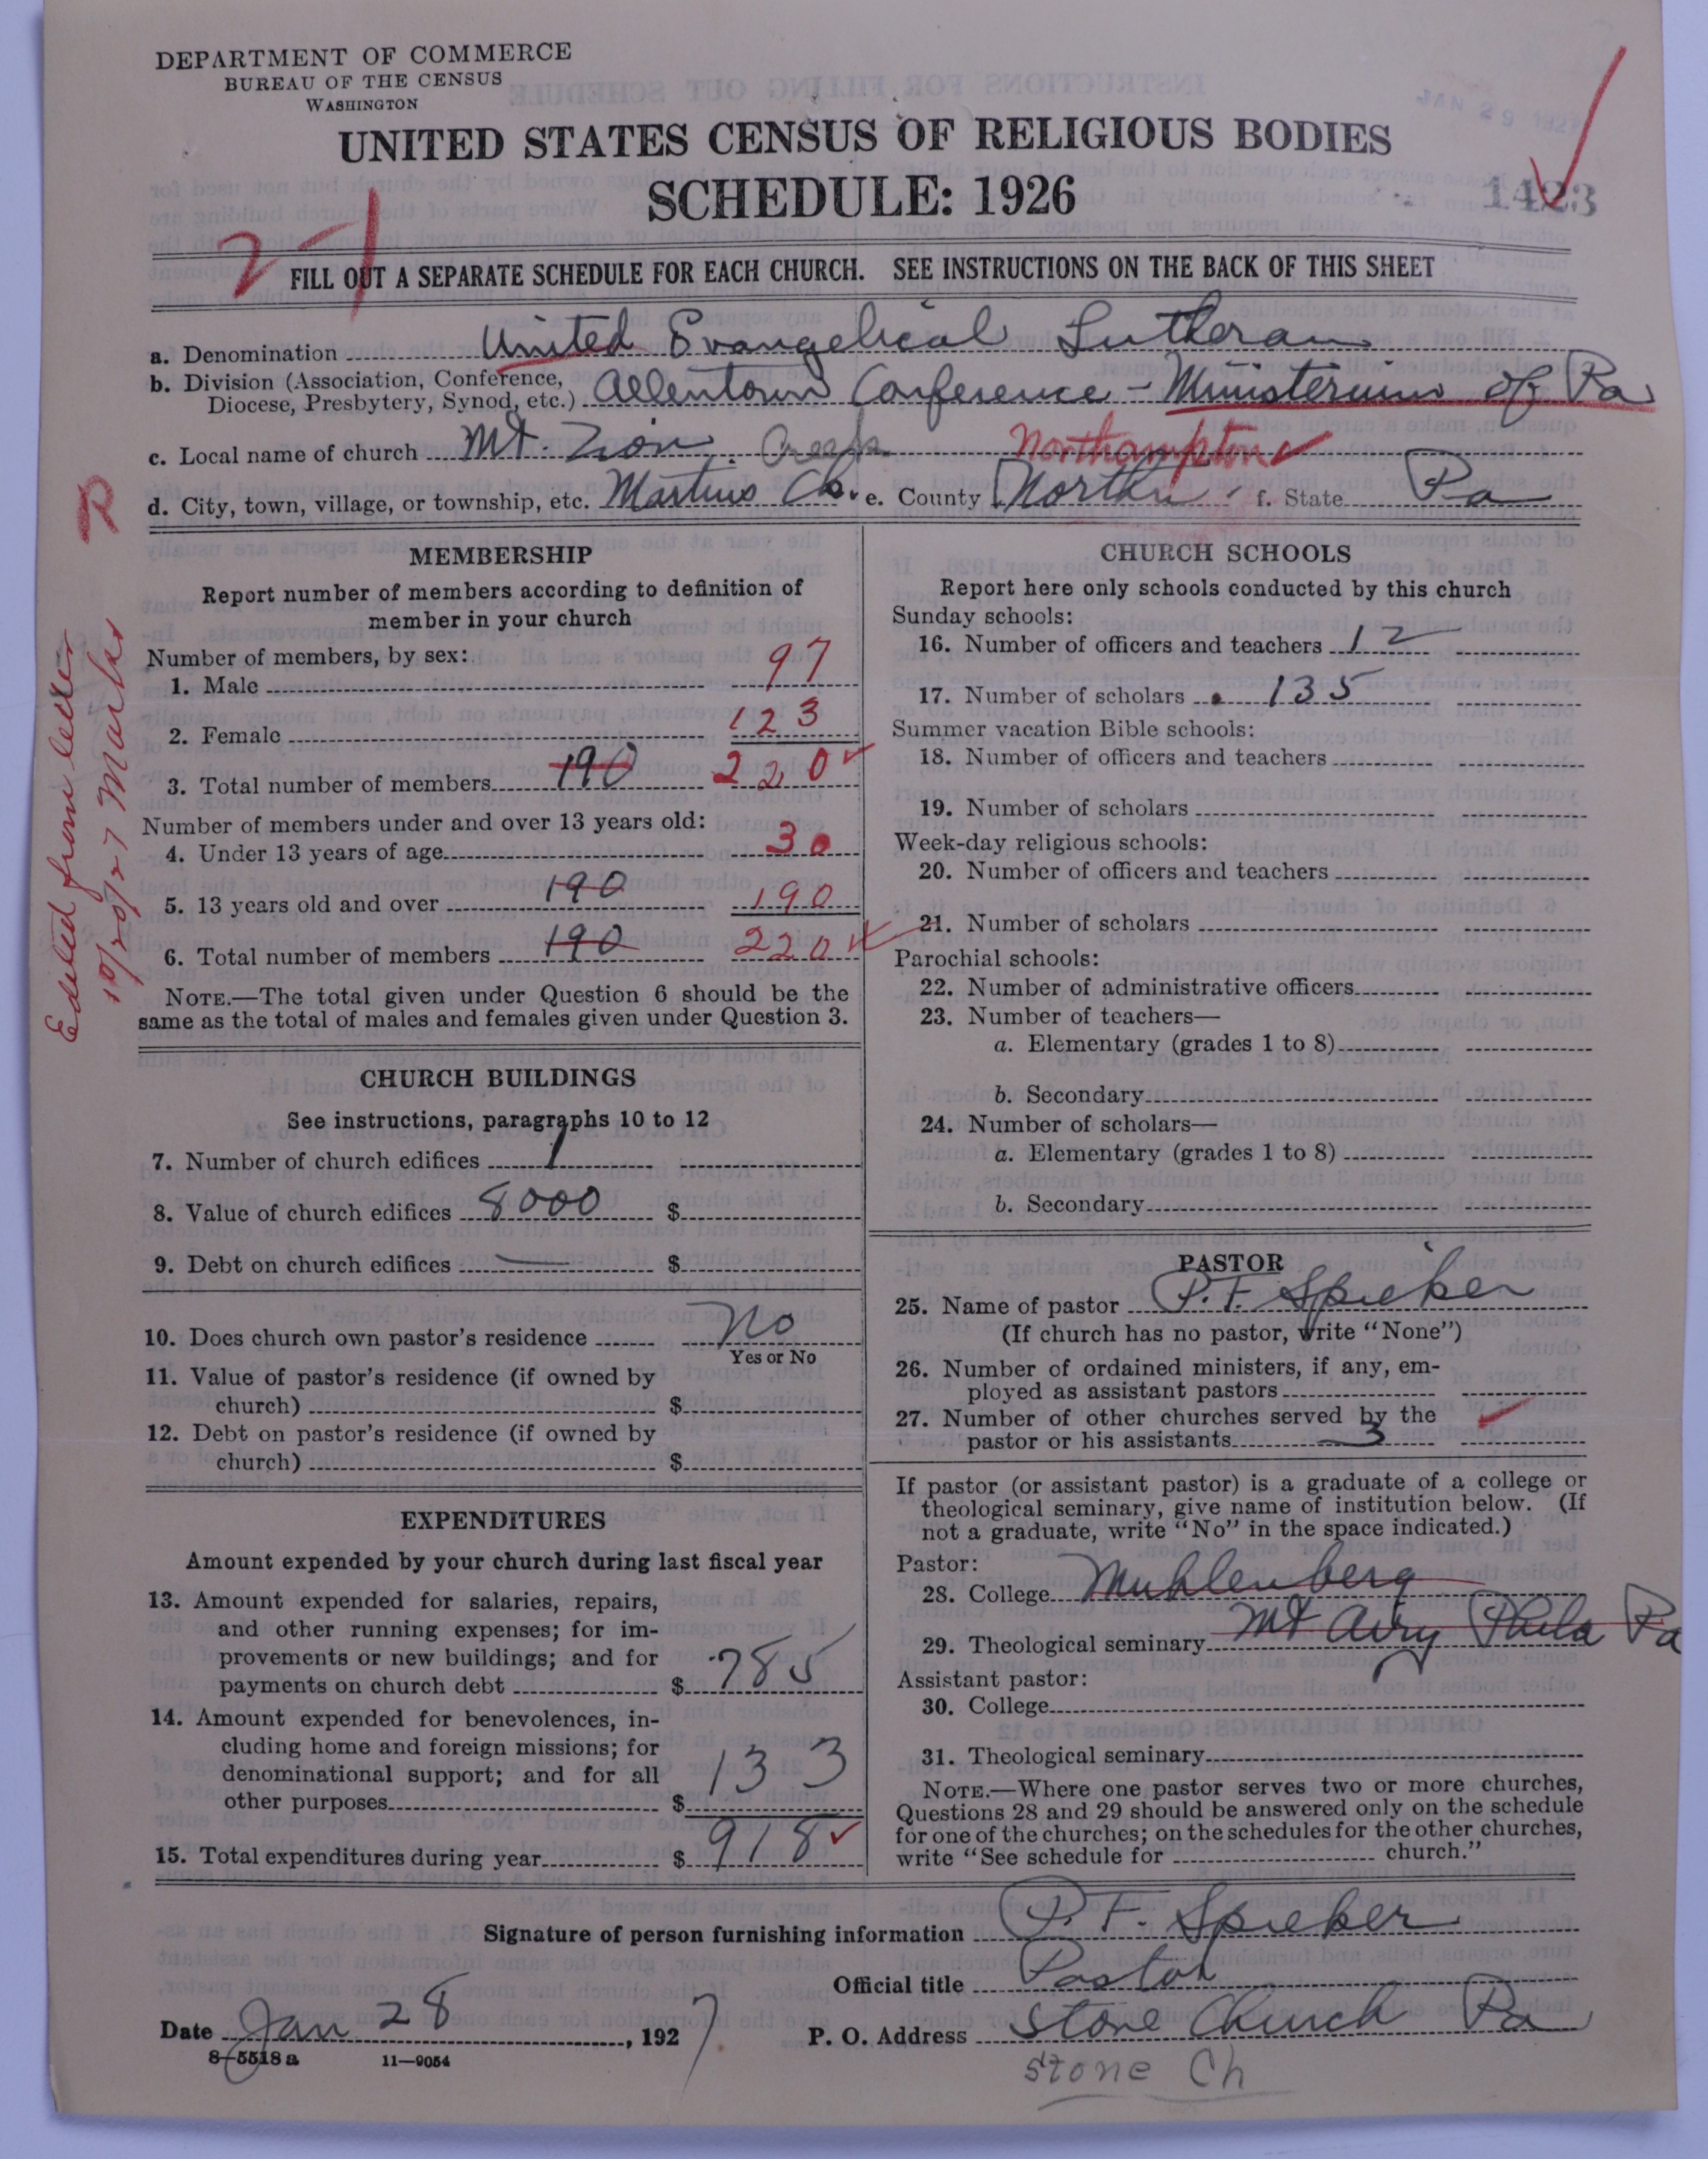 DEPARTMENT OF COMMERCE
BUREAU OF THE CENSUS
WASHINGTON
JAN 29 1927
UNITED STATES CENSUS OF RELIGIOUS BODIES
SCHEDULE: 1926
1423
FILL OUT A SEPARATE SCHEDULE FOR EACH CHURCH. SEE INSTRUCTIONS ON THE BACK OF THIS SHEET
a. Denomination United Evangelical Lutheran
b. Division (Association, Conference,
Diocese, Presbytery, Synod, etc.) Allentown Conference - Ministerium of Pa
c. Local name of church Mt. Zion. Creek Northampton
d. City, town, village, or township, etc. Martins Ck. e. County Northn f. State Pa
Edited from letter
10/20/27 Marks
MEMBERSHIP
Report number of members according to definition of
member in your church
Number of members, by sex:
1. Male 97
2. Female 123
3. Total number of members 190 220
Number of members under and over 13 years old:
4. Under 13 years of age 30
5. 13 years old and over 190 190
6. Total number of members 190 220
NOTE.—The total given under Question 6 should be the
same as the total of males and females given under Question 3.
CHURCH BUILDINGS
See instructions, paragraphs 10 to 12
7. Number of church edifices 1
8. Value of church edifices 8000 $
9. Debt on church edifices — $
10. Does church own pastor's residence No
Yes or No
11. Value of pastor's residence (if owned by
church) $
12. Debt on pastor's residence (if owned by
church) $
EXPENDITURES
Amount expended by your church during last fiscal year
13. Amount expended for salaries, repairs,
and other running expenses; for im-
provements or new buildings; and for
payments on church debt $ 785
14. Amount expended for benevolences, in-
cluding home and foreign missions; for
denominational support; and for all
other purposes $ 133
15. Total expenditures during year $ 918
CHURCH SCHOOLS
Report here only schools conducted by this church
Sunday schools:
16. Number of officers and teachers 12
17. Number of scholars 135
Summer vacation Bible schools:
18. Number of officers and teachers
19. Number of scholars
Week-day religious schools:
20. Number of officers and teachers
21. Number of scholars
Parochial schools:
22. Number of administrative officers
23. Number of teachers—
a. Elementary (grades 1 to 8)
b. Secondary
24. Number of scholars—
a. Elementary (grades 1 to 8)
b. Secondary
PASTOR
25. Name of pastor P. F. Spieker
(If church has no pastor, write "None")
26. Number of ordained ministers, if any, em-
ployed as assistant pastors
27. Number of other churches served by the
pastor or his assistants 3
If pastor (or assistant pastor) is a graduate of a college or
theological seminary, give name of institution below. (If
not a graduate, write "No" in the space indicated.)
Pastor:
28. College Muhlenberg
29. Theological seminary Mt Airy Phila Pa
Assistant pastor:
30. College
31. Theological seminary
NOTE.—Where one pastor serves two or more churches,
Questions 28 and 29 should be answered only on the schedule
for one of the churches; on the schedules for the other churches,
write "See schedule for church."
Signature of person furnishing information P. F. Spieker
Official title Pastor
Date Jan 28, 1927. P. O. Address Stone Church Pa
8-5518 a 11-9054
Stone Ch